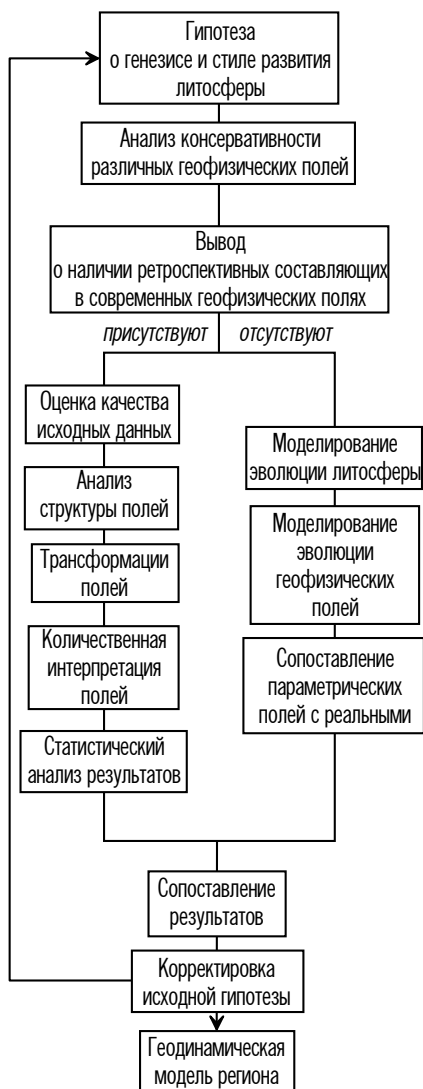 Гипотеза
о генезисе и стиле развития
литосферы
Анализ консервативности
различных геофизических полей
Вывод
о наличии ретроспективных составляющих
в современных геофизических полях
присутствуют
отсутствуют
Оценка качества
исходных данных
Анализ
структуры полей
Трансформации
полей
Количественная
интерпретация
полей
Статистический
анализ результатов
Моделирование
эволюции литосферы
Моделирование
эволюции
геофизических
полей
Сопоставление
параметрических
полей с реальными
Сопоставление
результатов
Корректировка
исходной гипотезы
Геодинамическая
модель региона